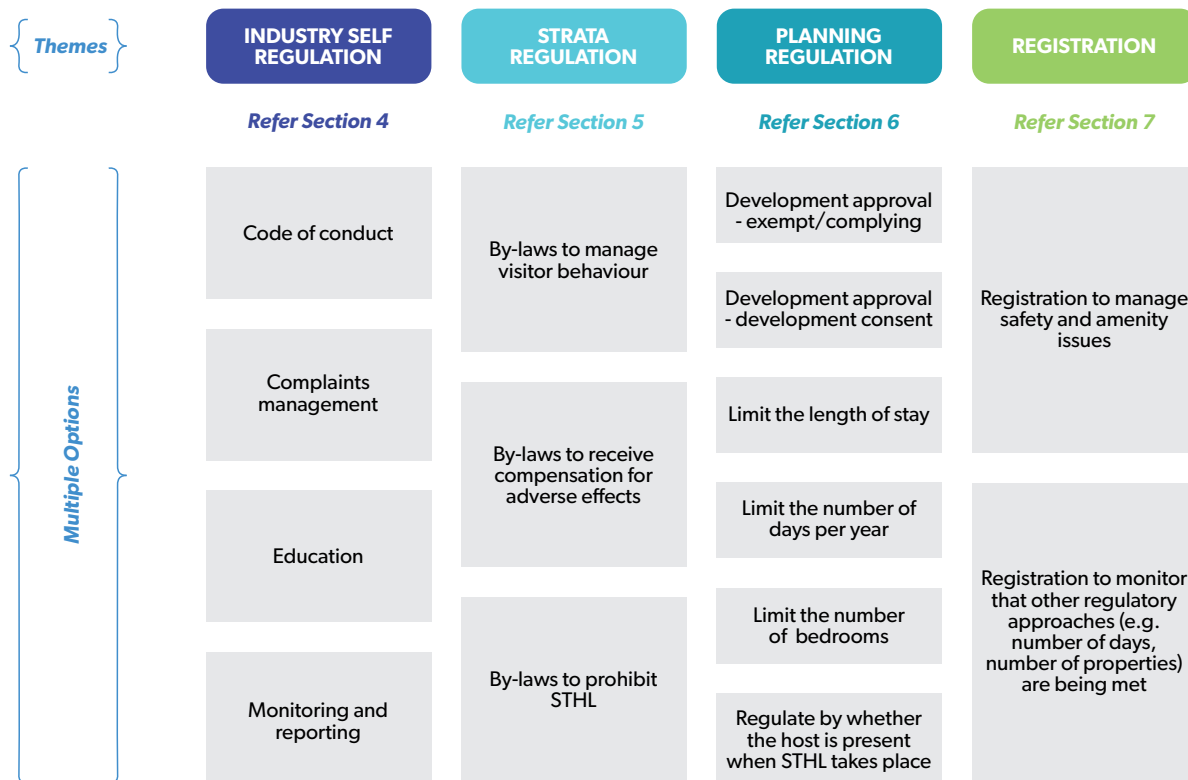 Themes
INDUSTRY SELF
REGULATION
STRATA
REGULATION
PLANNING
REGULATION
REGISTRATION
Refer Section 4
Refer Section 5
Refer Section 6
Refer Section 7
Multiple Options
Code of conduct
Complaints
management
Education
Monitoring and
reporting
By-laws to manage
visitor behaviour
By-laws to receive
compensation for
adverse effects
By-laws to prohibit
STHL
Development approval
- exempt/complying
Development approval
- development consent
Limit the length of stay
Limit the number of
days per year
Limit the number
of bedrooms
Regulate by whether
the host is present
when STHL takes place
Registration to manage
safety and amenity
issues
Registration to monitor
that other regulatory
approaches (e.g.
number of days,
number of properties)
are being met